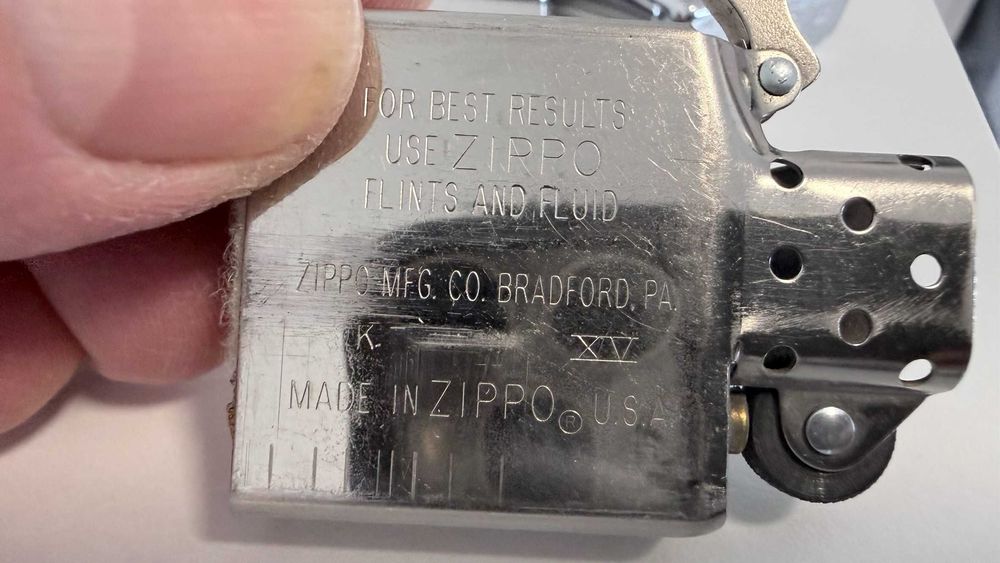 FOR BEST RESULTS
USE ZIPPO
FLINTS AND FLUID
ZIPPO MFG. CO. BRADFORD, PA.
K. XV
MADE IN ZIPPO® U.S.A.